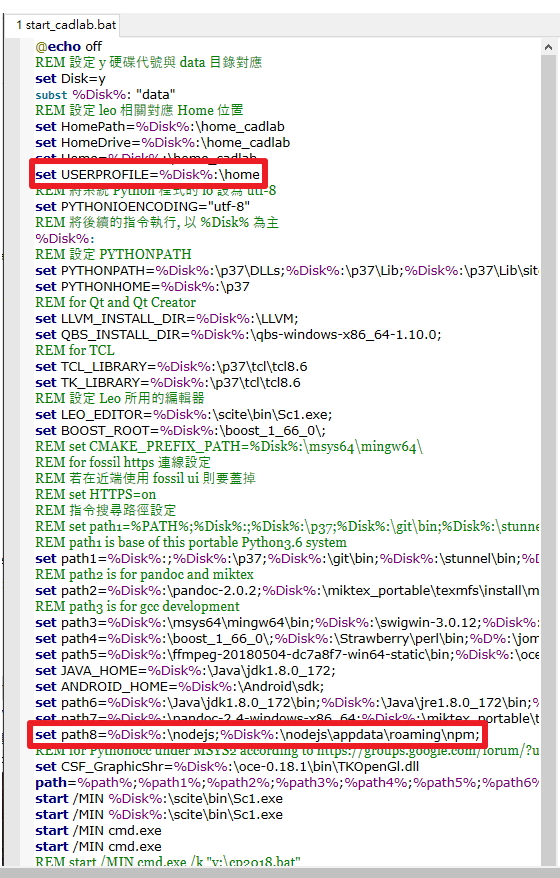 1 start_cadlab.bat
@echo off
REM 設定 y 硬碟代號與 data 目錄對應
set Disk=y
subst %Disk%: "data"
REM 設定 leo 相關對應 Home 位置
set HomePath=%Disk%:\home_cadlab
set HomeDrive=%Disk%:\home_cadlab
set Home=%Disk%:\home_cadlab
set USERPROFILE=%Disk%:\home
REM 將系統 Python 程式的 io 設為 utf-8
set PYTHONIOENCODING="utf-8"
REM 將後續的指令執行, 以 %Disk% 為主
%Disk%:
REM 設定 PYTHONPATH
set PYTHONPATH=%Disk%:\p37\DLLs;%Disk%:\p37\Lib;%Disk%:\p37\Lib\site
set PYTHONHOME=%Disk%:\p37
REM for Qt and Qt Creator
set LLVM_INSTALL_DIR=%Disk%:\LLVM;
set QBS_INSTALL_DIR=%Disk%:\qbs-windows-x86_64-1.10.0;
REM for TCL
set TCL_LIBRARY=%Disk%:\p37\tcl\tcl8.6
set TK_LIBRARY=%Disk%:\p37\tcl\tcl8.6
REM 設定 Leo 所用的編輯器
set LEO_EDITOR=%Disk%:\scite\bin\Sc1.exe;
set BOOST_ROOT=%Disk%:\boost_1_66_0\;
REM set CMAKE_PREFIX_PATH=%Disk%:\msys64\mingw64\
REM for fossil https 連線設定
REM 若在近端使用 fossil ui 則要蓋掉
REM set HTTPS=on
REM 指令搜尋路徑設定
REM set path1=%PATH%;%Disk%:;%Disk%:\p37;%Disk%:\git\bin;%Disk%:\stunne
REM path1 is base of this portable Python3.6 system
set path1=%Disk%:;%Disk%:\p37;%Disk%:\git\bin;%Disk%:\stunnel\bin;%D
REM path2 is for pandoc and miktex
set path2=%Disk%:\pandoc-2.0.2;%Disk%:\miktex_portable\texmfs\install\m
REM path3 is for gcc development
set path3=%Disk%:\msys64\mingw64\bin;%Disk%:\swigwin-3.0.12;%Disk%:
set path4=%Disk%:\boost_1_66_0\;%Disk%:\Strawberry\perl\bin;%D%:\jom
set path5=%Disk%:\ffmpeg-20180504-dc7a8f7-win64-static\bin;%Disk%:\oce
set JAVA_HOME=%Disk%:\Java\jdk1.8.0_172;
set ANDROID_HOME=%Disk%:\Android\sdk;
set path6=%Disk%:\Java\jdk1.8.0_172\bin;%Disk%:\Java\jre1.8.0_172\bin;%
set path7=%Disk%:\pandoc-2.4-windows-x86_64;%Disk%:\miktex_portable\t
set path8=%Disk%:\nodejs;%Disk%:\nodejs\appdata\roaming\npm;
REM for Pythonocc under MSYS2 according to https://groups.google.com/forum/?u
set CSF_GraphicShr=%Disk%:\oce-0.18.1\bin\TKOpenGl.dll
path=%path%;%path1%;%path2%;%path3%;%path4%;%path5%;%path6%
start /MIN %Disk%:\scite\bin\Sc1.exe
start /MIN %Disk%:\scite\bin\Sc1.exe
start /MIN cmd.exe
start /MIN cmd.exe
REM start /MIN cmd.exe /k "y:\cp2018.bat"